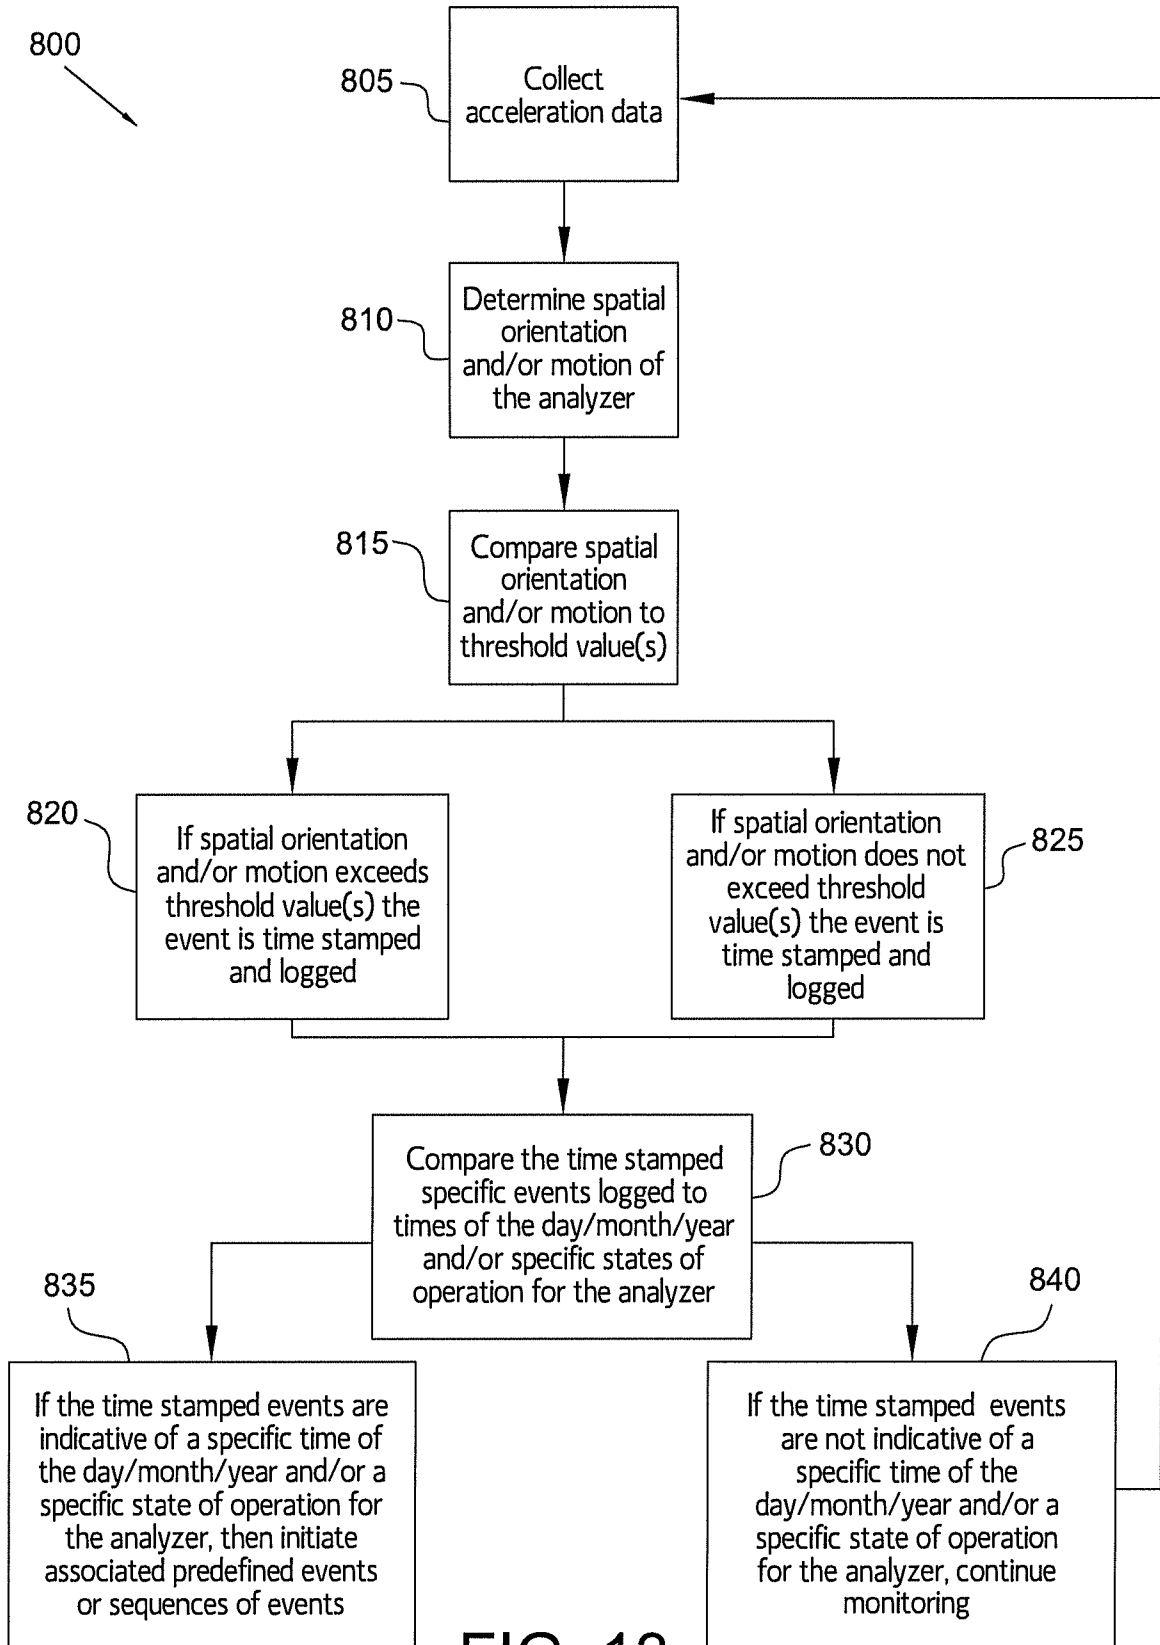 800
805
Collect
acceleration data
810
Determine spatial
orientation
and/or motion of
the analyzer
815
Compare spatial
orientation
and/or motion to
threshold value(s)
820
If spatial orientation
and/or motion exceeds
threshold value(s) the
event is time stamped
and logged
If spatial orientation
and/or motion does not
exceed threshold
value(s) the event is
time stamped and
logged
825
Compare the time stamped
specific events logged to
times of the day/month/year
and/or specific states of
operation for the analyzer
830
835
If the time stamped events are
indicative of a specific time of
the day/month/year and/or a
specific state of operation for
the analyzer, then initiate
associated predefined events
or sequences of events
840
If the time stamped events
are not indicative of a
specific time of the
day/month/year and/or a
specific state of operation
for the analyzer, continue
monitoring
FIG.